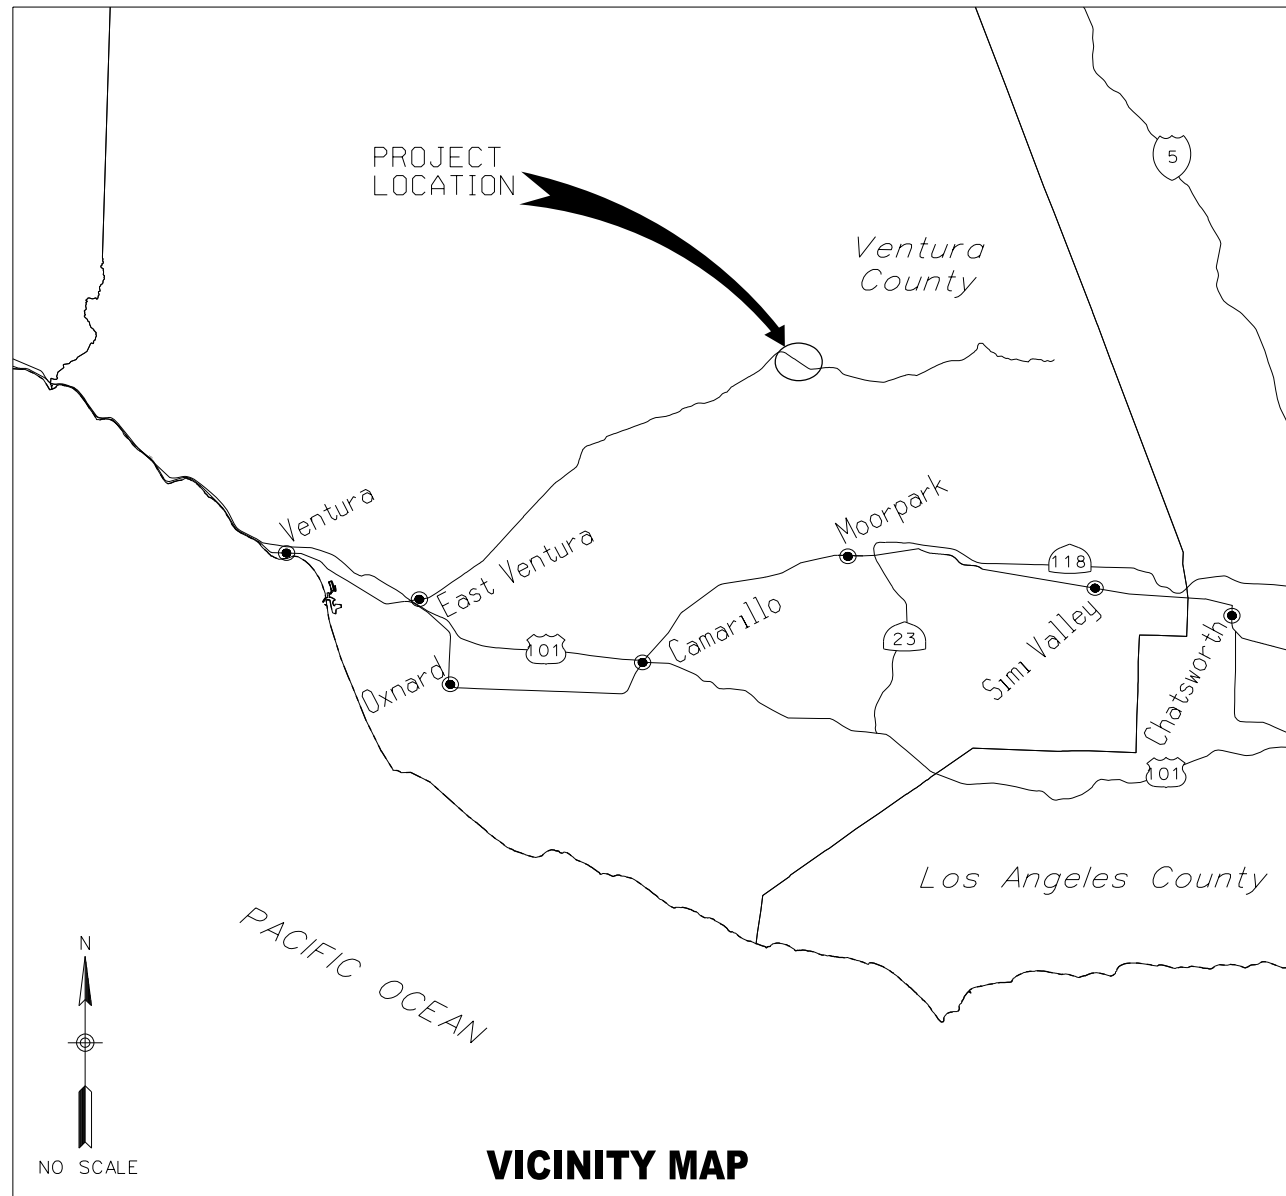 PROJECT
LOCATION
5
Ventura
County
Ventura
Moorpark
East Ventura
118
Camarillo
23
101
Simi Valley
Oxnard
Chatsworth
101
Los Angeles County
PACIFIC OCEAN
N
NO SCALE
VICINITY MAP